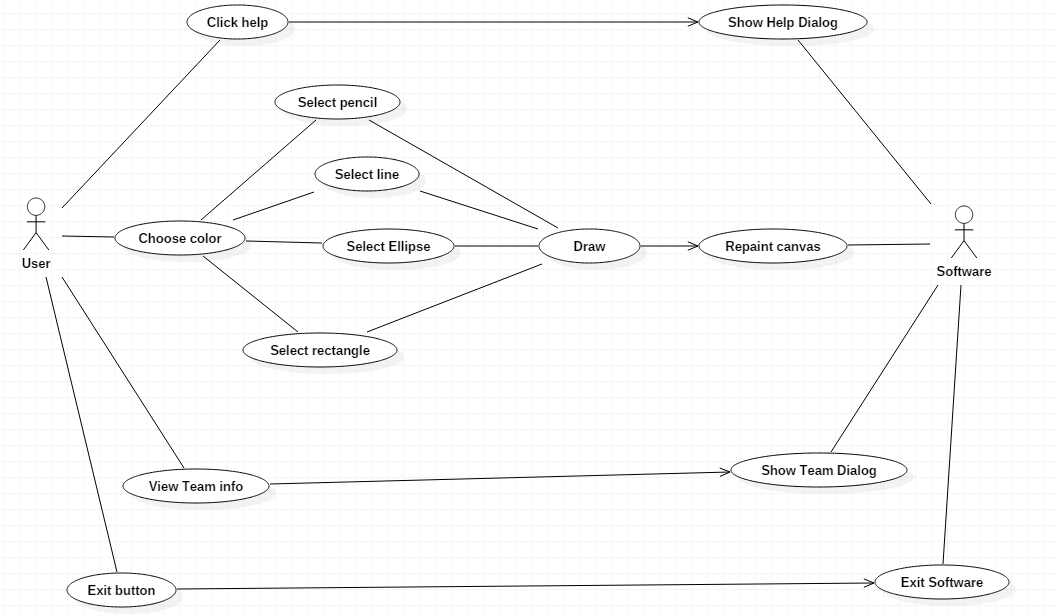 Click help
Show Help Dialog
Select pencil
Select line
Choose color
Select Ellipse
Draw
Repaint canvas
User
Software
Select rectangle
View Team info
Show Team Dialog
Exit button
Exit Software